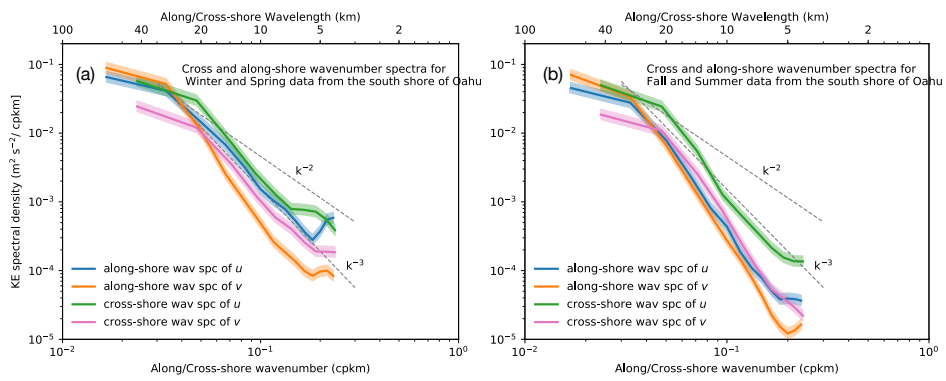 Along/Cross-shore Wavelength (km)
100 40 20 10 5 2
(a)
Cross and along-shore wavenumber spectra for
Winter and Spring data from the south shore of Oahu
10⁻¹
10⁻²
10⁻³
10⁻⁴
10⁻⁵
KE spectral density (m² s⁻²/ cpkm)
k⁻²
k⁻³
along-shore wav spc of u
along-shore wav spc of v
cross-shore wav spc of u
cross-shore wav spc of v
10⁻² 10⁻¹ 10⁰
Along/Cross-shore wavenumber (cpkm)
Along/Cross-shore Wavelength (km)
100 40 20 10 5 2
(b)
Cross and along-shore wavenumber spectra for
Fall and Summer data from the south shore of Oahu
10⁻¹
10⁻²
10⁻³
10⁻⁴
10⁻⁵
k⁻²
k⁻³
along-shore wav spc of u
along-shore wav spc of v
cross-shore wav spc of u
cross-shore wav spc of v
10⁻² 10⁻¹ 10⁰
Along/Cross-shore wavenumber (cpkm)